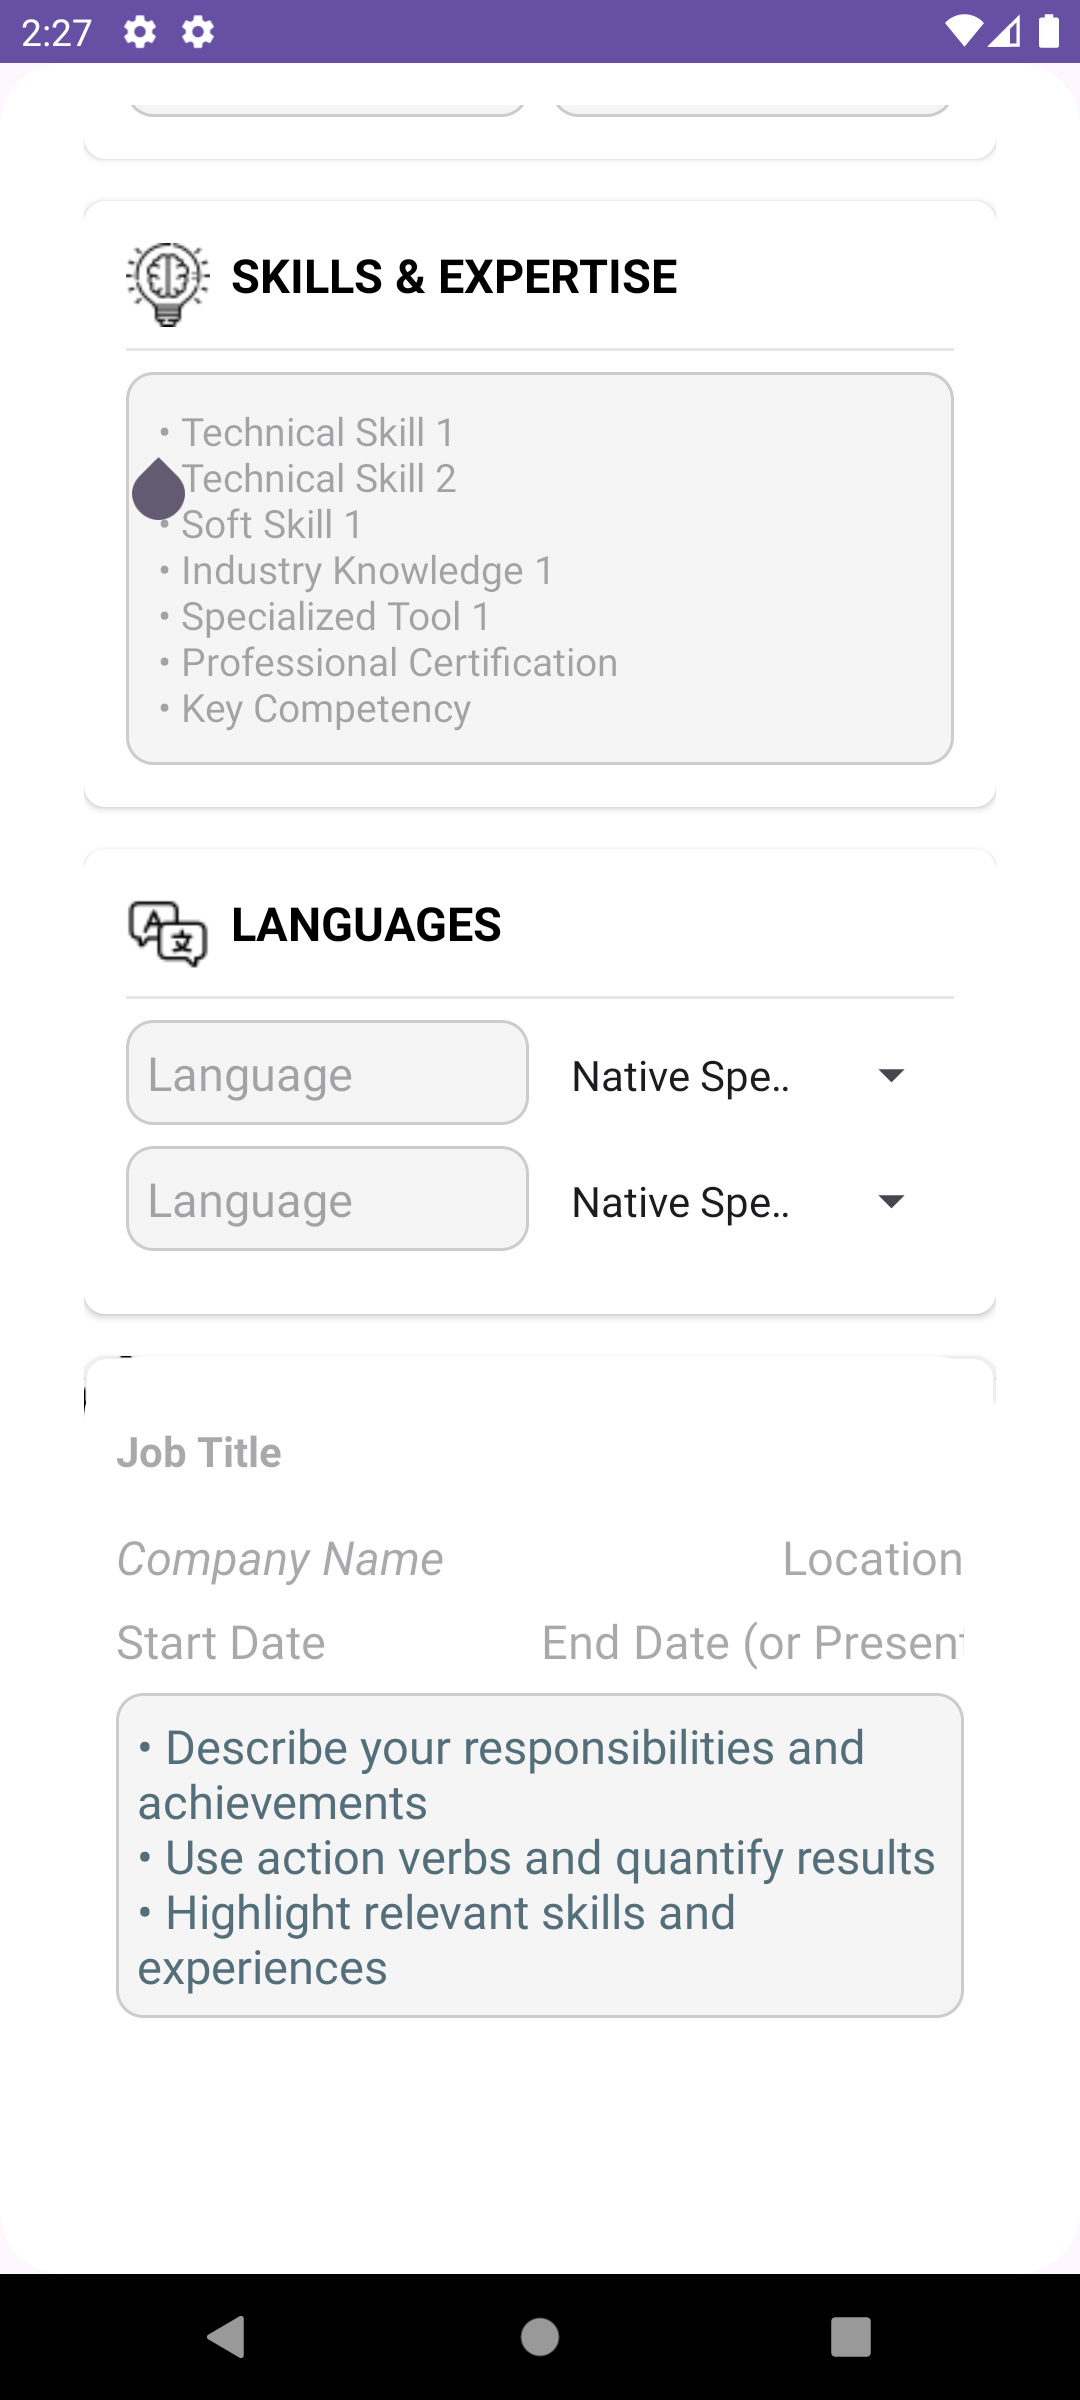 2:27
SKILLS & EXPERTISE
• Technical Skill 1
Technical Skill 2
• Soft Skill 1
• Industry Knowledge 1
• Specialized Tool 1
• Professional Certification
• Key Competency
LANGUAGES
Language Native Spe..
Language Native Spe..
Job Title
Company Name Location
Start Date End Date (or Present
• Describe your responsibilities and
achievements
• Use action verbs and quantify results
• Highlight relevant skills and
experiences